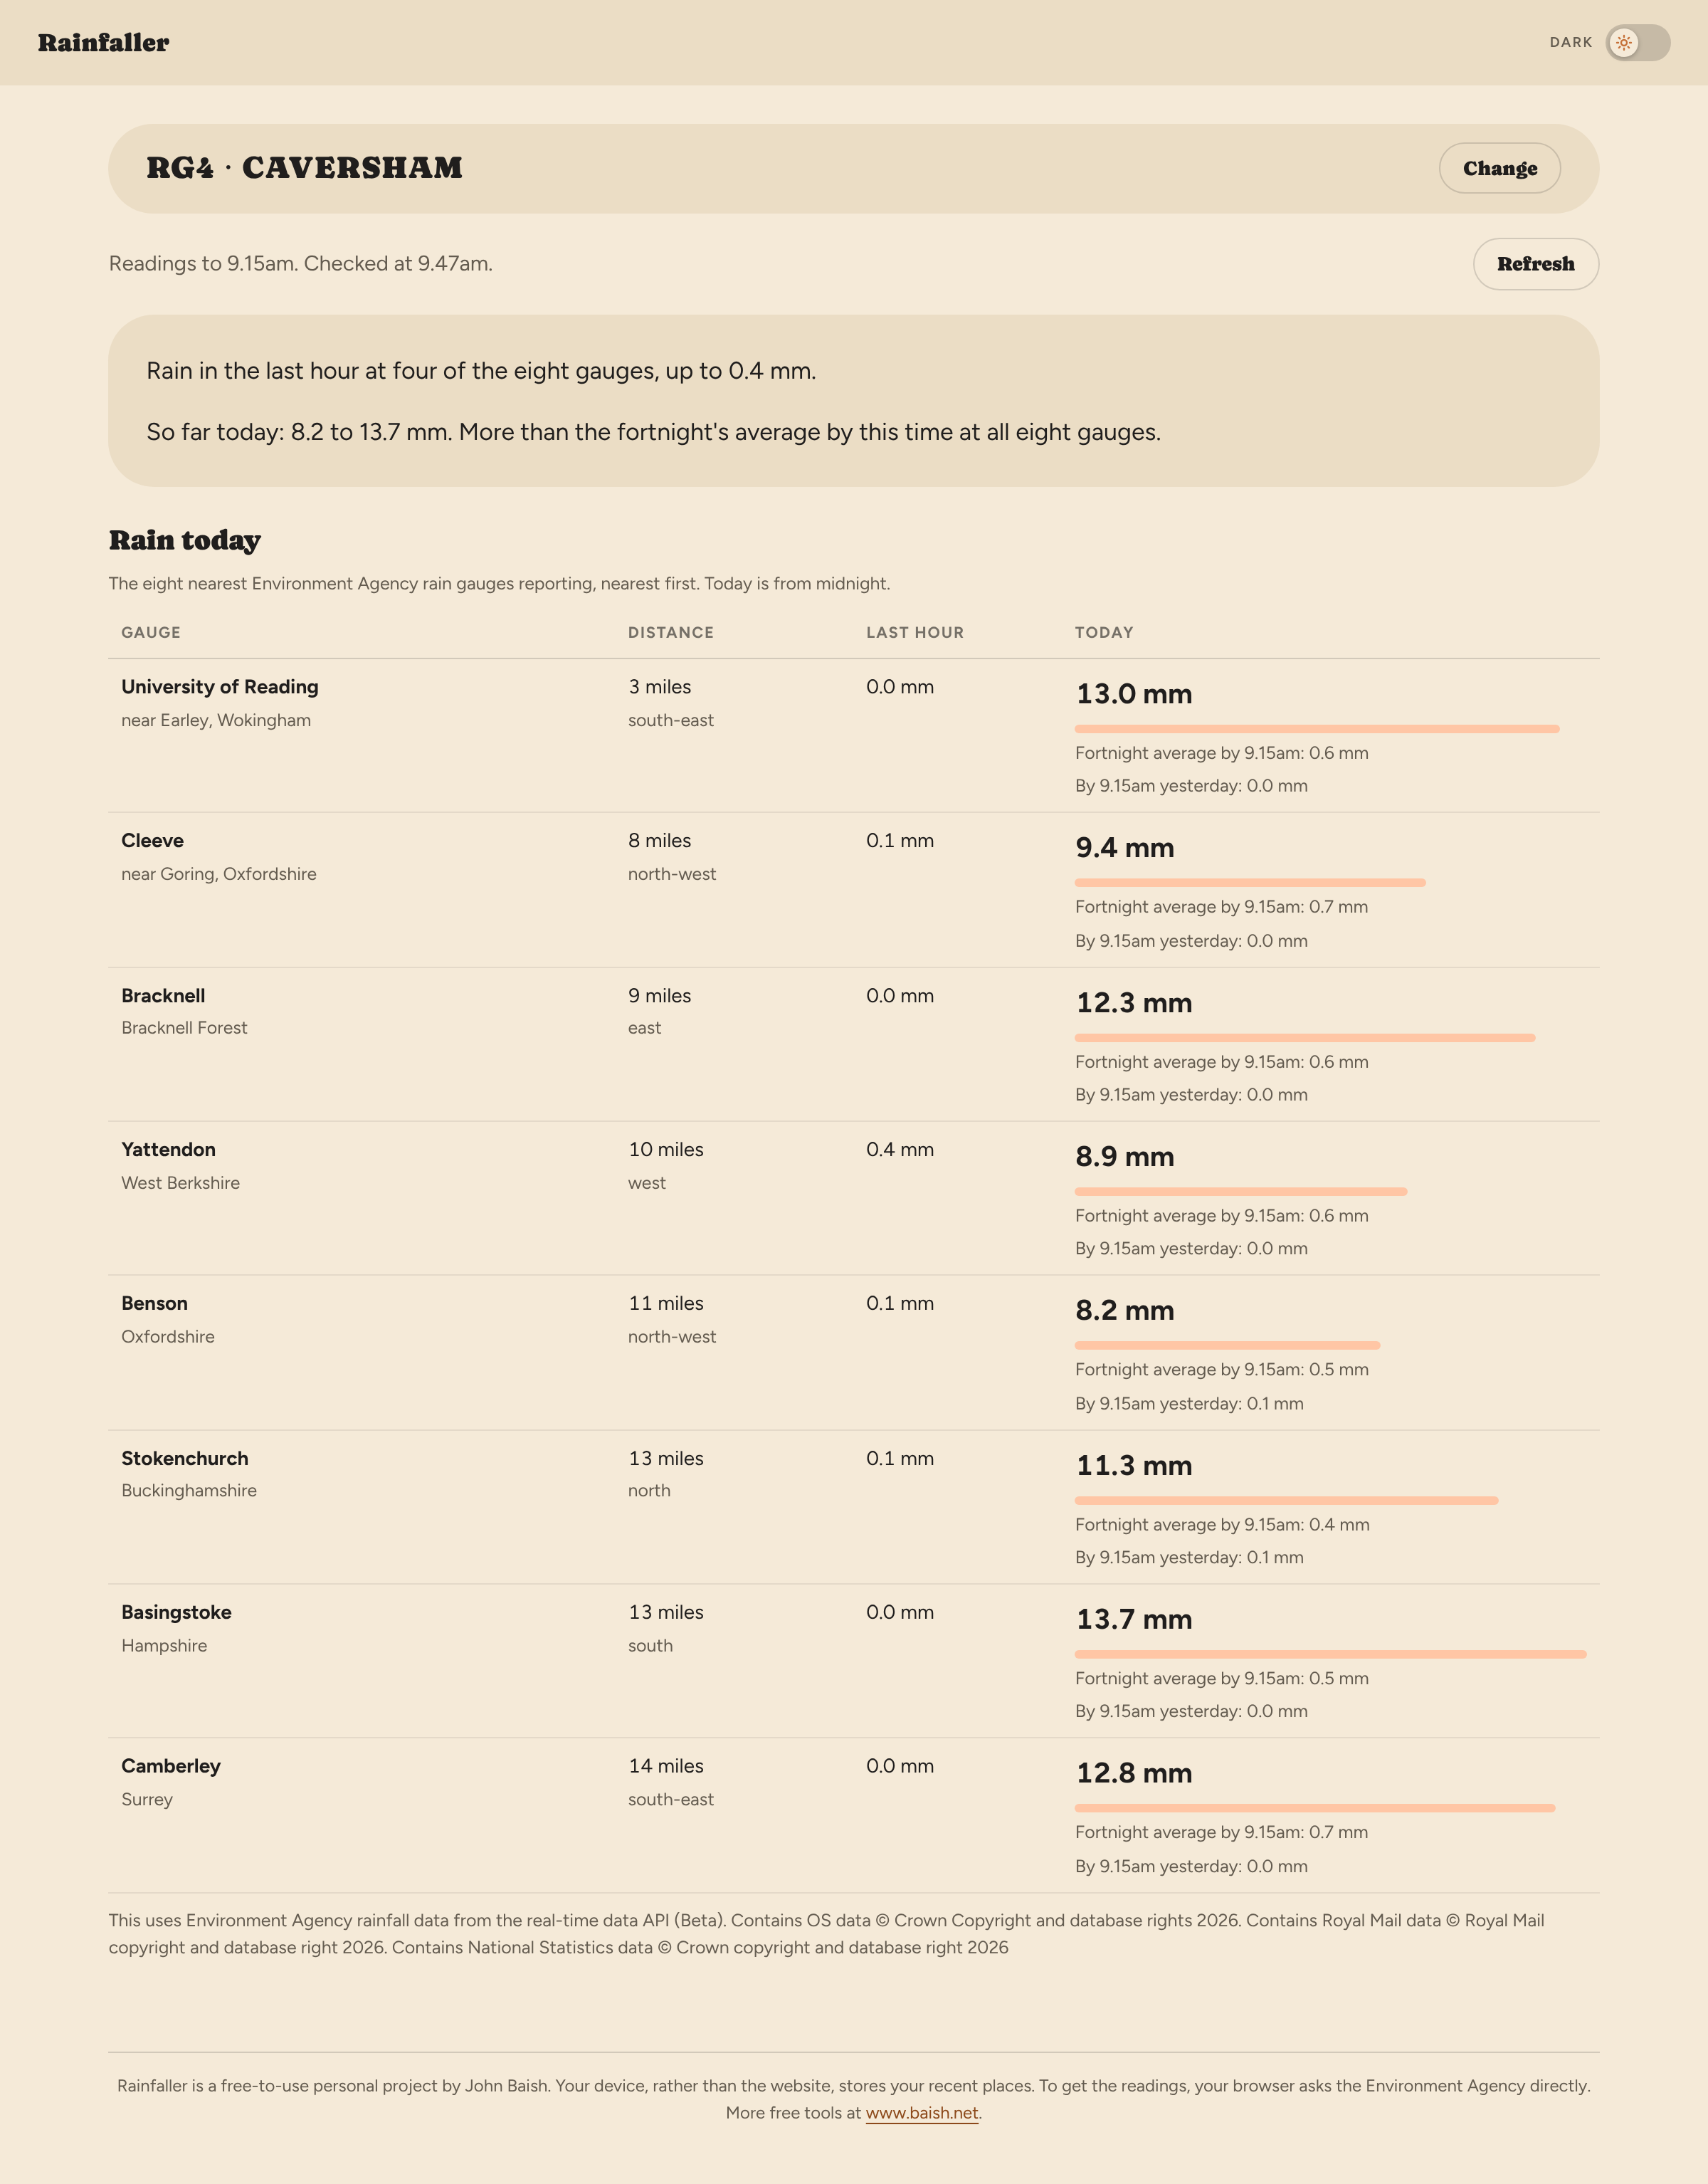 Rainfaller
DARK
RG4 · CAVERSHAM
Change
Readings to 9.15am. Checked at 9.47am.
Refresh
Rain in the last hour at four of the eight gauges, up to 0.4 mm.
So far today: 8.2 to 13.7 mm. More than the fortnight's average by this time at all eight gauges.
Rain today
The eight nearest Environment Agency rain gauges reporting, nearest first. Today is from midnight.
GAUGE DISTANCE LAST HOUR TODAY
University of Reading 3 miles 0.0 mm 13.0 mm
near Earley, Wokingham south-east
Fortnight average by 9.15am: 0.6 mm
By 9.15am yesterday: 0.0 mm
Cleeve 8 miles 0.1 mm 9.4 mm
near Goring, Oxfordshire north-west
Fortnight average by 9.15am: 0.7 mm
By 9.15am yesterday: 0.0 mm
Bracknell 9 miles 0.0 mm 12.3 mm
Bracknell Forest east
Fortnight average by 9.15am: 0.6 mm
By 9.15am yesterday: 0.0 mm
Yattendon 10 miles 0.4 mm 8.9 mm
West Berkshire west
Fortnight average by 9.15am: 0.6 mm
By 9.15am yesterday: 0.0 mm
Benson 11 miles 0.1 mm 8.2 mm
Oxfordshire north-west
Fortnight average by 9.15am: 0.5 mm
By 9.15am yesterday: 0.1 mm
Stokenchurch 13 miles 0.1 mm 11.3 mm
Buckinghamshire north
Fortnight average by 9.15am: 0.4 mm
By 9.15am yesterday: 0.1 mm
Basingstoke 13 miles 0.0 mm 13.7 mm
Hampshire south
Fortnight average by 9.15am: 0.5 mm
By 9.15am yesterday: 0.0 mm
Camberley 14 miles 0.0 mm 12.8 mm
Surrey south-east
Fortnight average by 9.15am: 0.7 mm
By 9.15am yesterday: 0.0 mm
This uses Environment Agency rainfall data from the real-time data API (Beta). Contains OS data © Crown Copyright and database rights 2026. Contains Royal Mail data © Royal Mail
copyright and database right 2026. Contains National Statistics data © Crown copyright and database right 2026
Rainfaller is a free-to-use personal project by John Baish. Your device, rather than the website, stores your recent places. To get the readings, your browser asks the Environment Agency directly.
More free tools at www.baish.net.